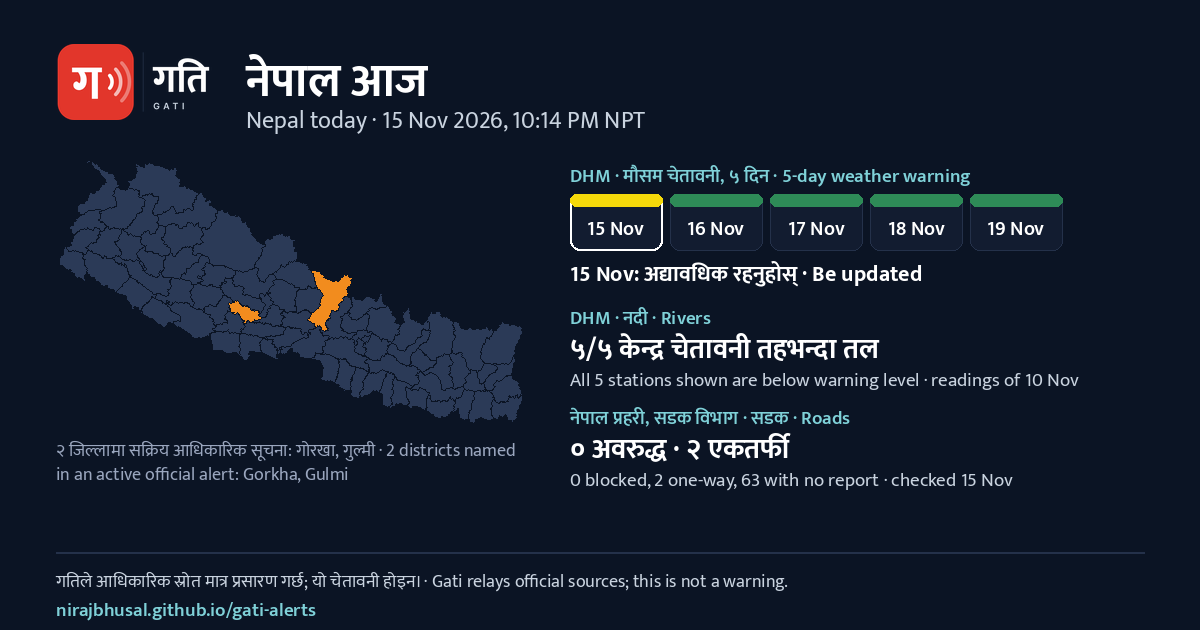 ग
गति
GATI
नेपाल आज
Nepal today · 15 Nov 2026, 10:14 PM NPT
DHM · मौसम चेतावनी, ५ दिन · 5-day weather warning
15 Nov 16 Nov 17 Nov 18 Nov 19 Nov
15 Nov: अद्यावधिक रहनुहोस् · Be updated
DHM · नदी · Rivers
५/५ केन्द्र चेतावनी तहभन्दा तल
All 5 stations shown are below warning level · readings of 10 Nov
नेपाल प्रहरी, सडक विभाग · सडक · Roads
० अवरुद्ध · २ एकतर्फी
0 blocked, 2 one-way, 63 with no report · checked 15 Nov
२ जिल्लामा सक्रिय आधिकारिक सूचना: गोरखा, गुल्मी · 2 districts named
in an active official alert: Gorkha, Gulmi
गतिले आधिकारिक स्रोत मात्र प्रसारण गर्छ; यो चेतावनी होइन। · Gati relays official sources; this is not a warning.
nirajbhusal.github.io/gati-alerts